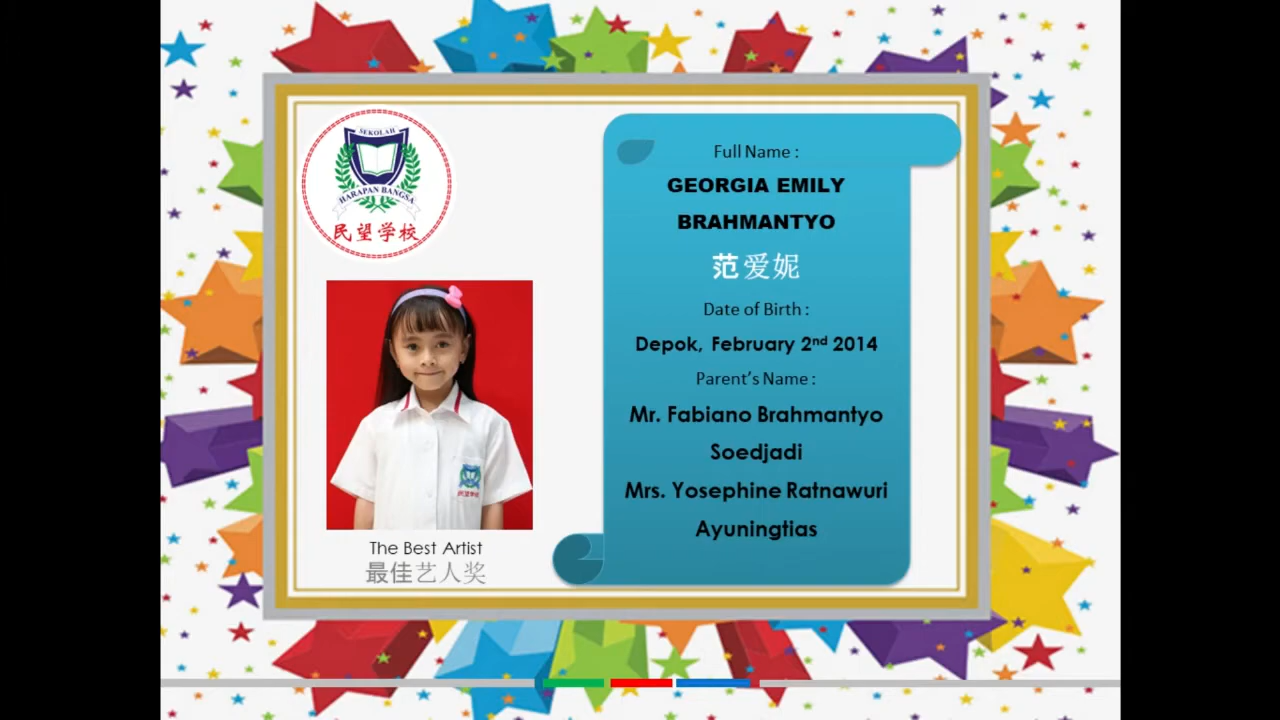 SEKOLAH
HARAPAN BANGSA
民望学校
The Best Artist
最佳艺人奖
Full Name :
GEORGIA EMILY
BRAHMANTYO
范爱妮
Date of Birth :
Depok, February 2nd 2014
Parent’s Name :
Mr. Fabiano Brahmantyo
Soedjadi
Mrs. Yosephine Ratnawuri
Ayuningtias